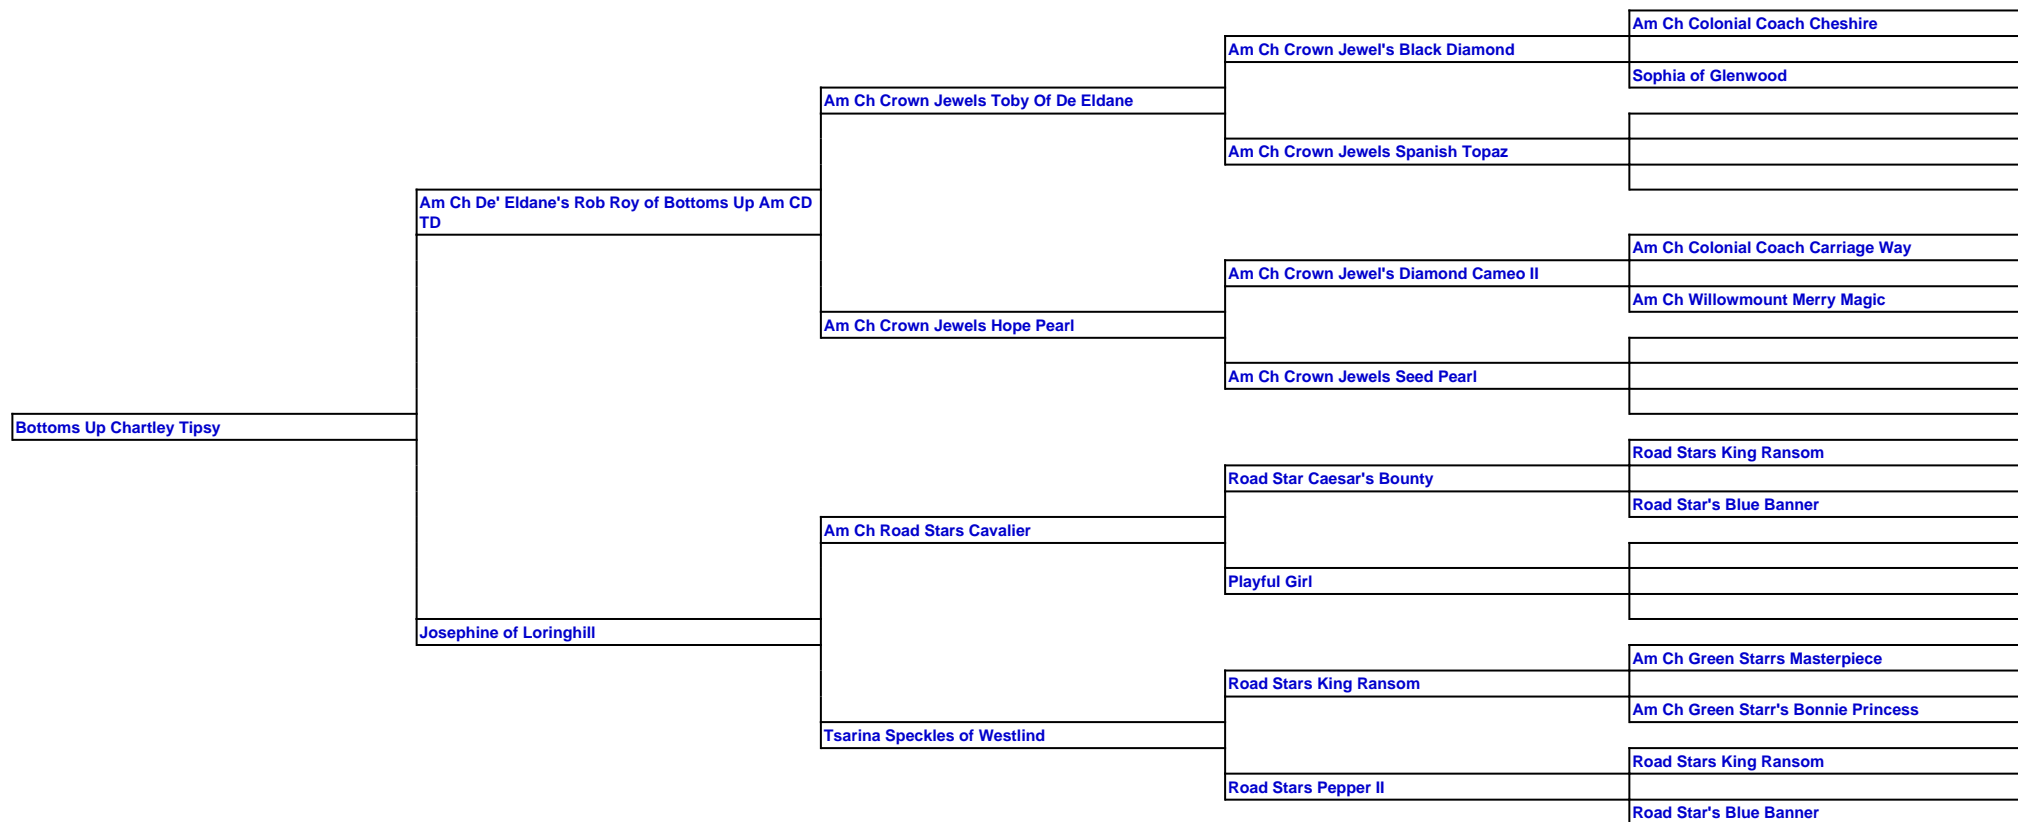 Am Ch Colonial Coach Cheshire
Am Ch Crown Jewel's Black Diamond
Sophia of Glenwood
Am Ch Crown Jewels Toby Of De Eldane
Am Ch Crown Jewels Spanish Topaz
Am Ch De' Eldane's Rob Roy of Bottoms Up Am CD
TD
Am Ch Colonial Coach Carriage Way
Am Ch Crown Jewel's Diamond Cameo II
Am Ch Willowmount Merry Magic
Am Ch Crown Jewels Hope Pearl
Am Ch Crown Jewels Seed Pearl
Bottoms Up Chartley Tipsy
Road Stars King Ransom
Road Star Caesar's Bounty
Road Star's Blue Banner
Am Ch Road Stars Cavalier
Playful Girl
Josephine of Loringhill
Am Ch Green Starrs Masterpiece
Road Stars King Ransom
Am Ch Green Starr's Bonnie Princess
Tsarina Speckles of Westlind
Road Stars King Ransom
Road Stars Pepper II
Road Star's Blue Banner